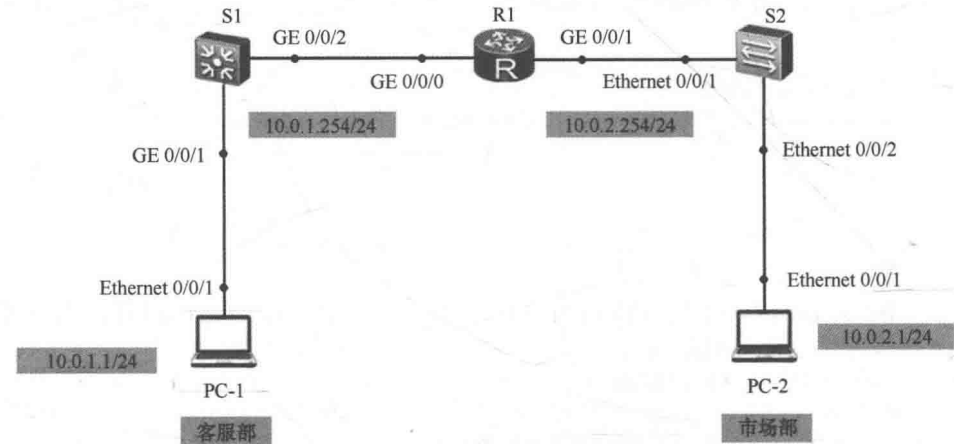 S1
R1
S2
GE 0/0/2
GE 0/0/1
GE 0/0/0
Ethernet 0/0/1
10.0.1.254/24
10.0.2.254/24
GE 0/0/1
Ethernet 0/0/2
Ethernet 0/0/1
Ethernet 0/0/1
R
10.0.1.1/24
10.0.2.1/24
PC-1
PC-2
客服部
市场部